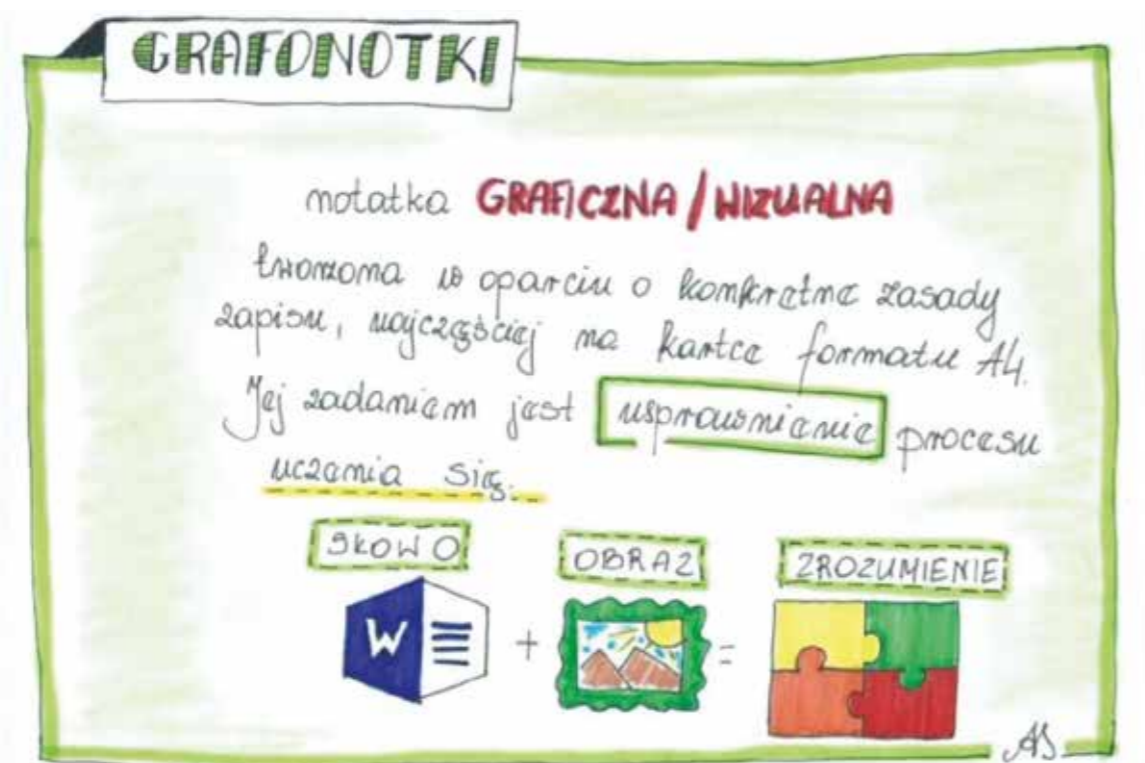 GRAFONOTKI
notatka GRAFICZNA/WIZUALNA
tworzona w oparciu o konkretne zasady
zapisu, najczęściej na kartce formatu A4.
Jej zadaniem jest usprawnienie procesu
uczenia się.
SŁOWO OBRAZ ZROZUMIENIE
W + =
AS